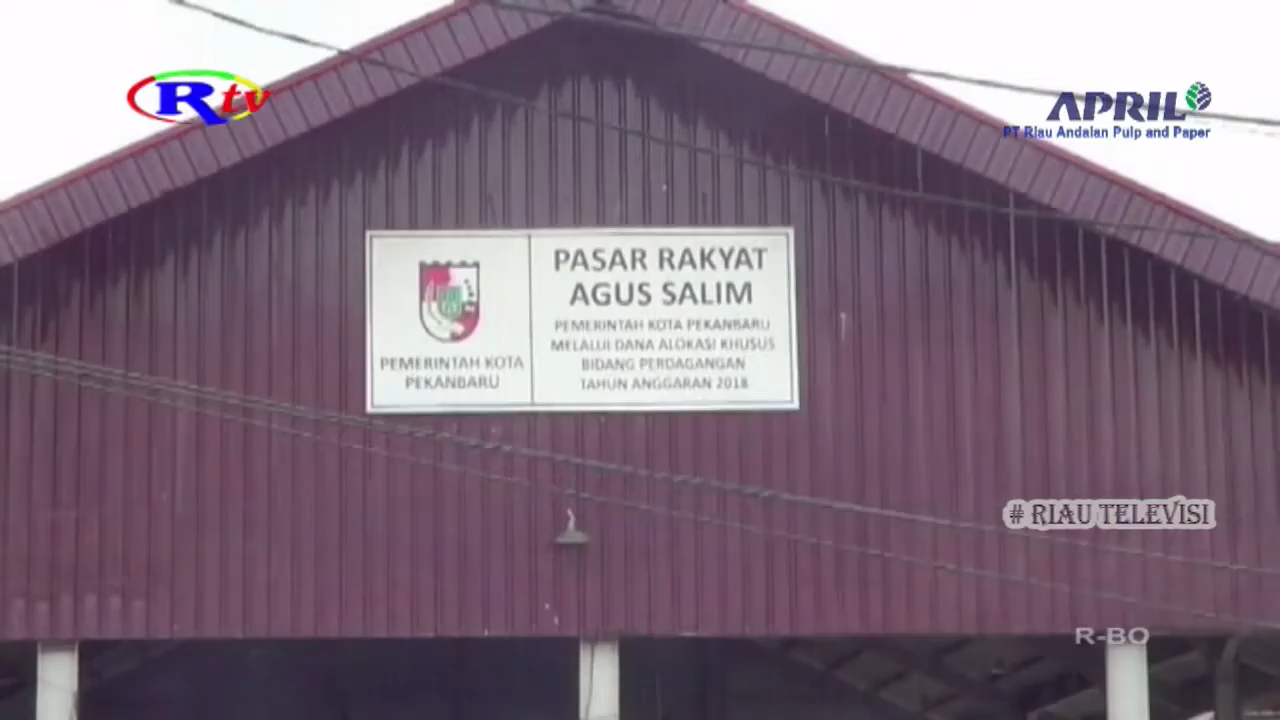 Rtv
APRIL
PT Riau Andalan Pulp and Paper
PEMERINTAH KOTA
PEKANBARU
PASAR RAKYAT
AGUS SALIM
PEMERINTAH KOTA PEKANBARU
MELALUI DANA ALOKASI KHUSUS
BIDANG PERDAGANGAN
TAHUN ANGGARAN 2018
# RIAU TELEVISI
R-BO